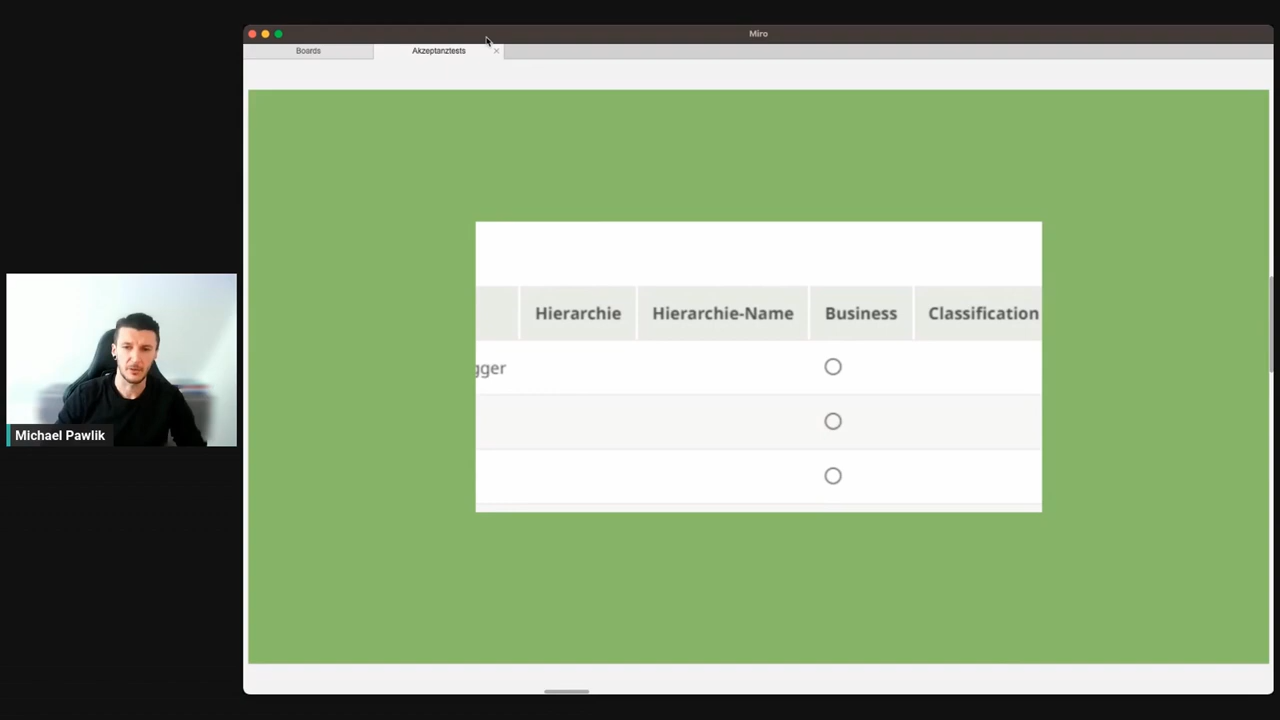 Miro
Boards
Akzeptanztests
Hierarchie
Hierarchie-Name
Business
Classification
gger
Michael Pawlik